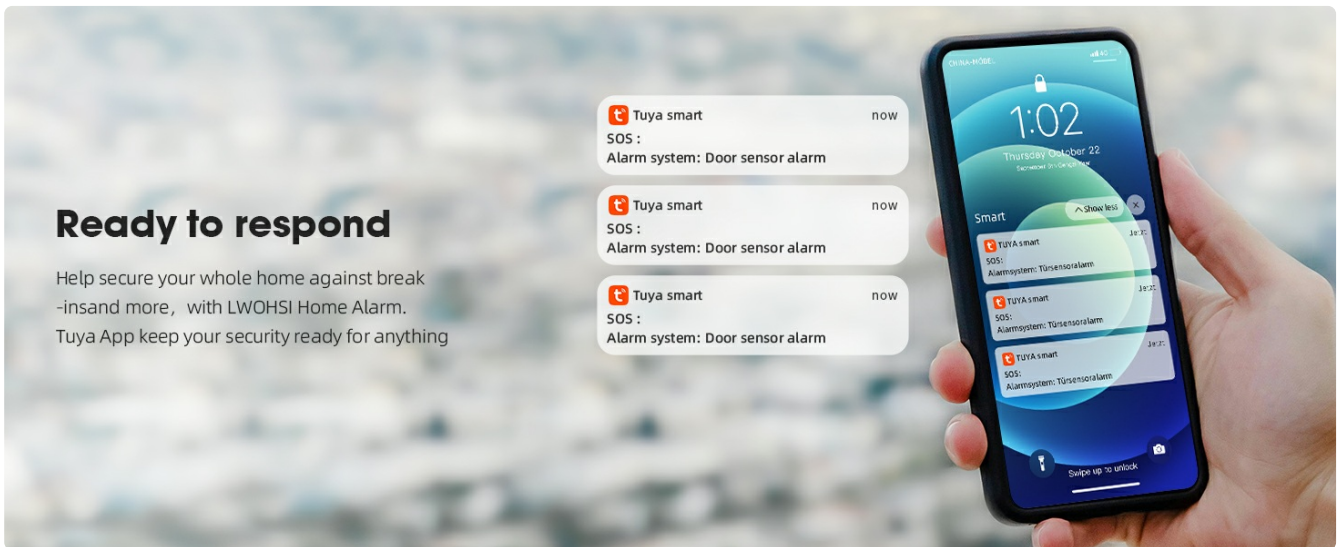 Ready to respond
Help secure your whole home against break
-insand more, with LWOHSI Home Alarm.
Tuya App keep your security ready for anything
Tuya smart now
SOS :
Alarm system: Door sensor alarm
Tuya smart now
SOS :
Alarm system: Door sensor alarm
Tuya smart now
SOS :
Alarm system: Door sensor alarm
CHINA-MOBEL 4G
1:02
Thursday October 22
Smart Show less
TUYA smart Jetzt
SOS:
Alarmsystem: Türsensoralarm
TUYA smart Jetzt
SOS:
Alarmsystem: Türsensoralarm
TUYA smart Jetzt
SOS:
Alarmsystem: Türsensoralarm
Swipe up to unlock